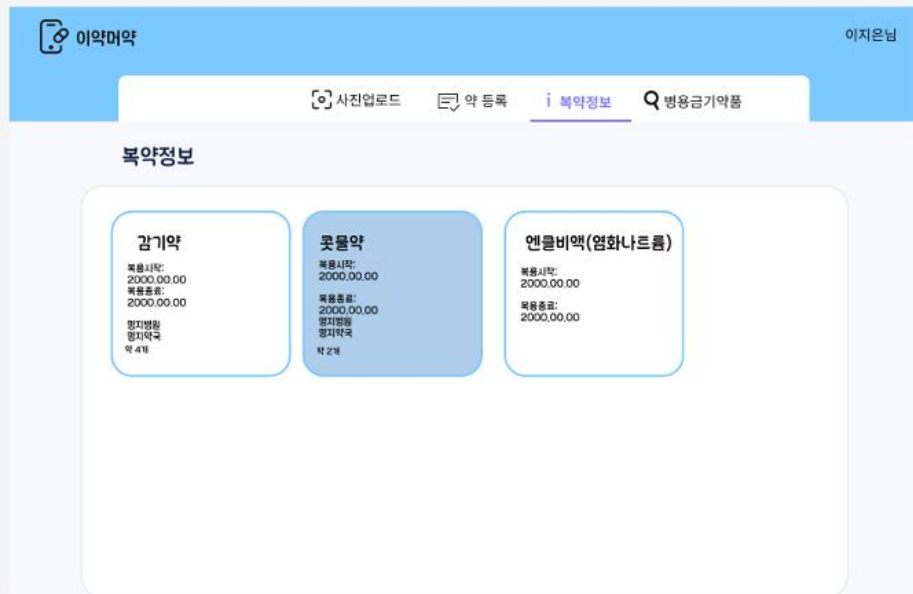 이약머약
이지은님
사진업로드 약 등록 i 복약정보 병용금기약품
복약정보
감기약
복용시작:
2000.00.00
복용종료:
2000.00.00
명지병원
명지약국
약 4개
콧물약
복용시작:
2000.00.00
복용종료:
2000.00.00
명지병원
명지약국
약 2개
엔클비액(염화나트륨)
복용시작:
2000.00.00
복용종료:
2000.00.00